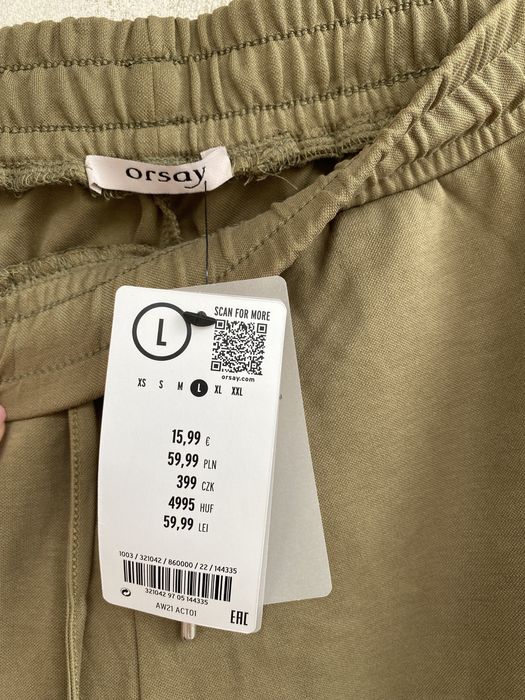 orsay
SCAN FOR MORE
L
orsay.com
XS S M L XL XXL
15,99 €
59,99 PLN
399 CZK
4995 HUF
59,99 LEI
1003 / 321042 / 860000 / 22 / 144335
321042 97 05 144335
AW21 ACT01
EAC